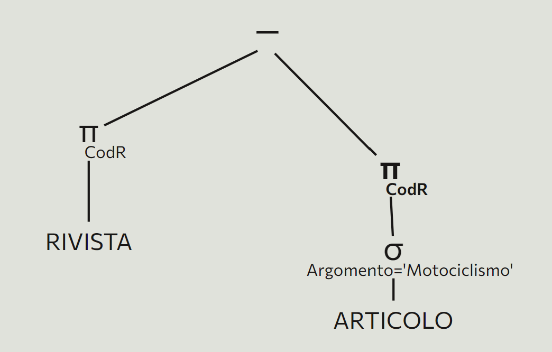 −
π
CodR
π
CodR
RIVISTA
σ
Argomento='Motociclismo'
ARTICOLO